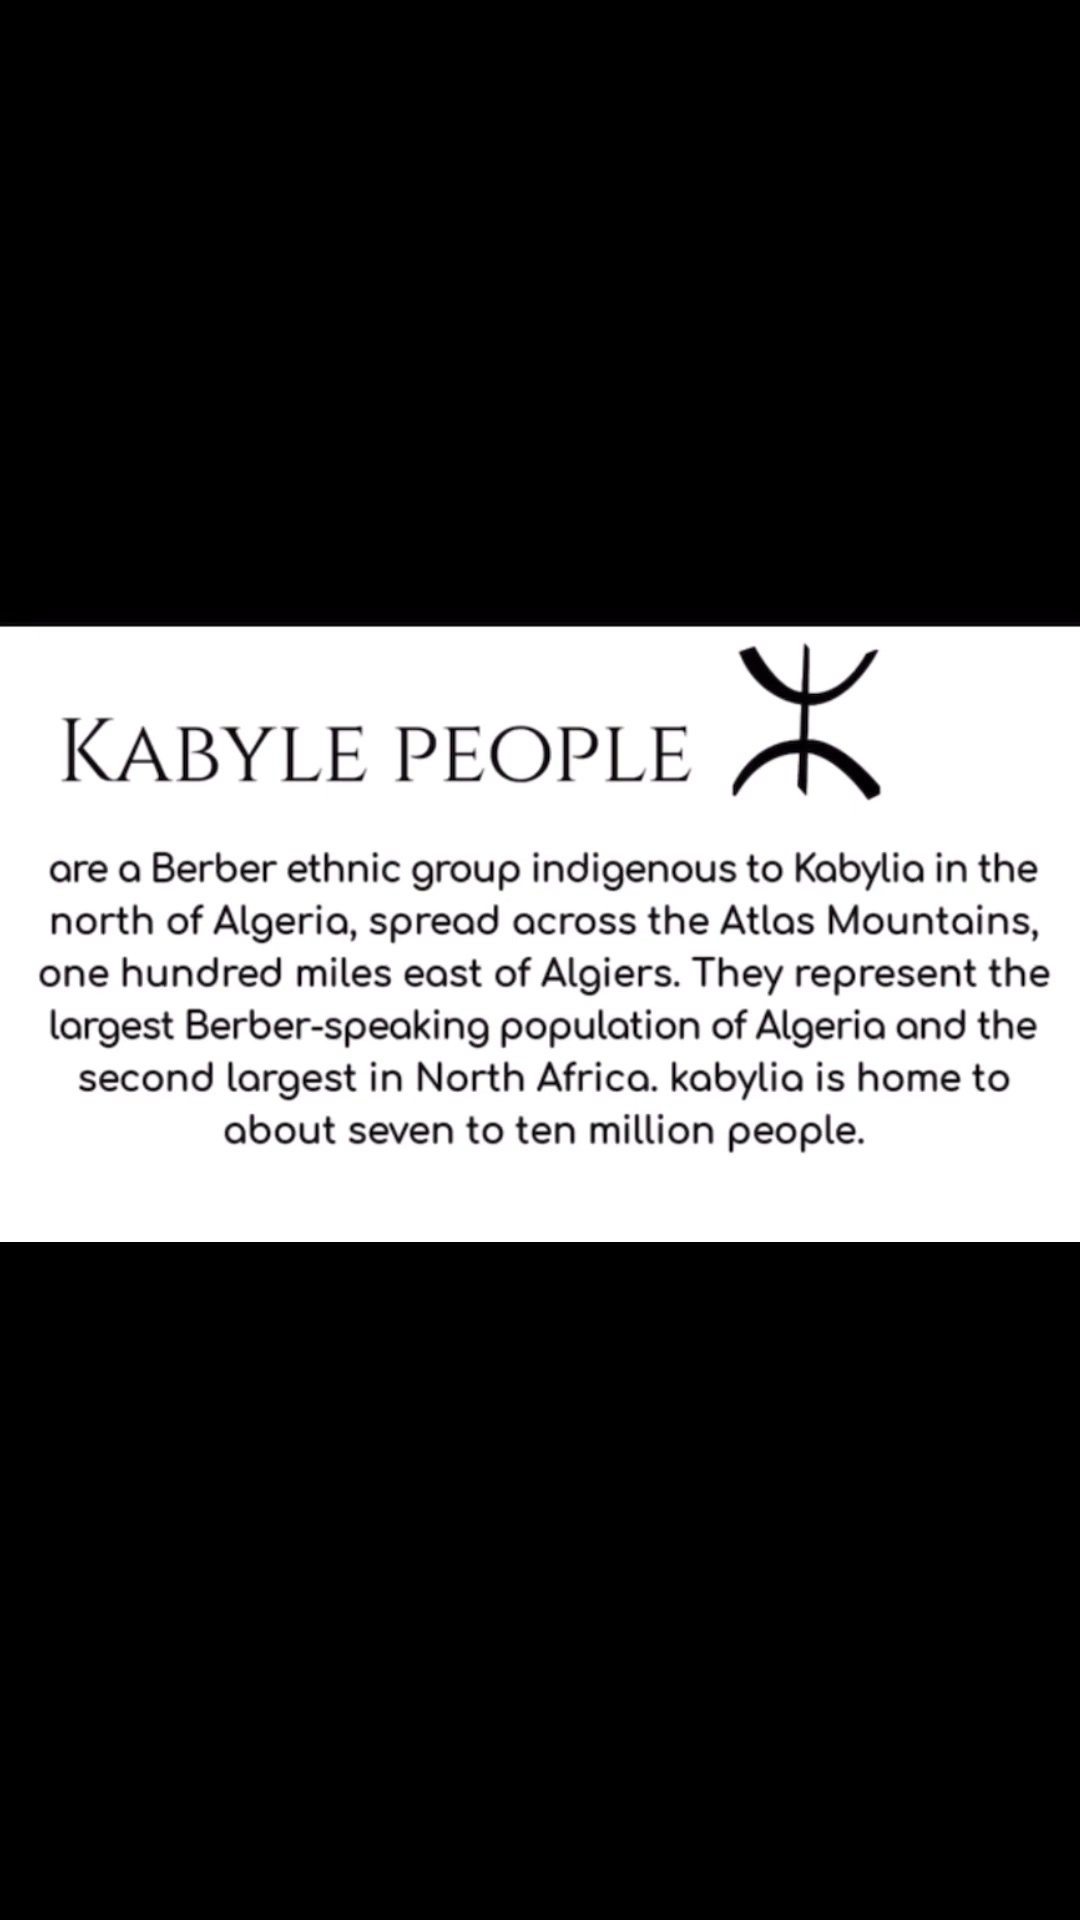 KABYLE PEOPLE ⵣ
are a Berber ethnic group indigenous to Kabylia in the
north of Algeria, spread across the Atlas Mountains,
one hundred miles east of Algiers. They represent the
largest Berber-speaking population of Algeria and the
second largest in North Africa. kabylia is home to
about seven to ten million people.